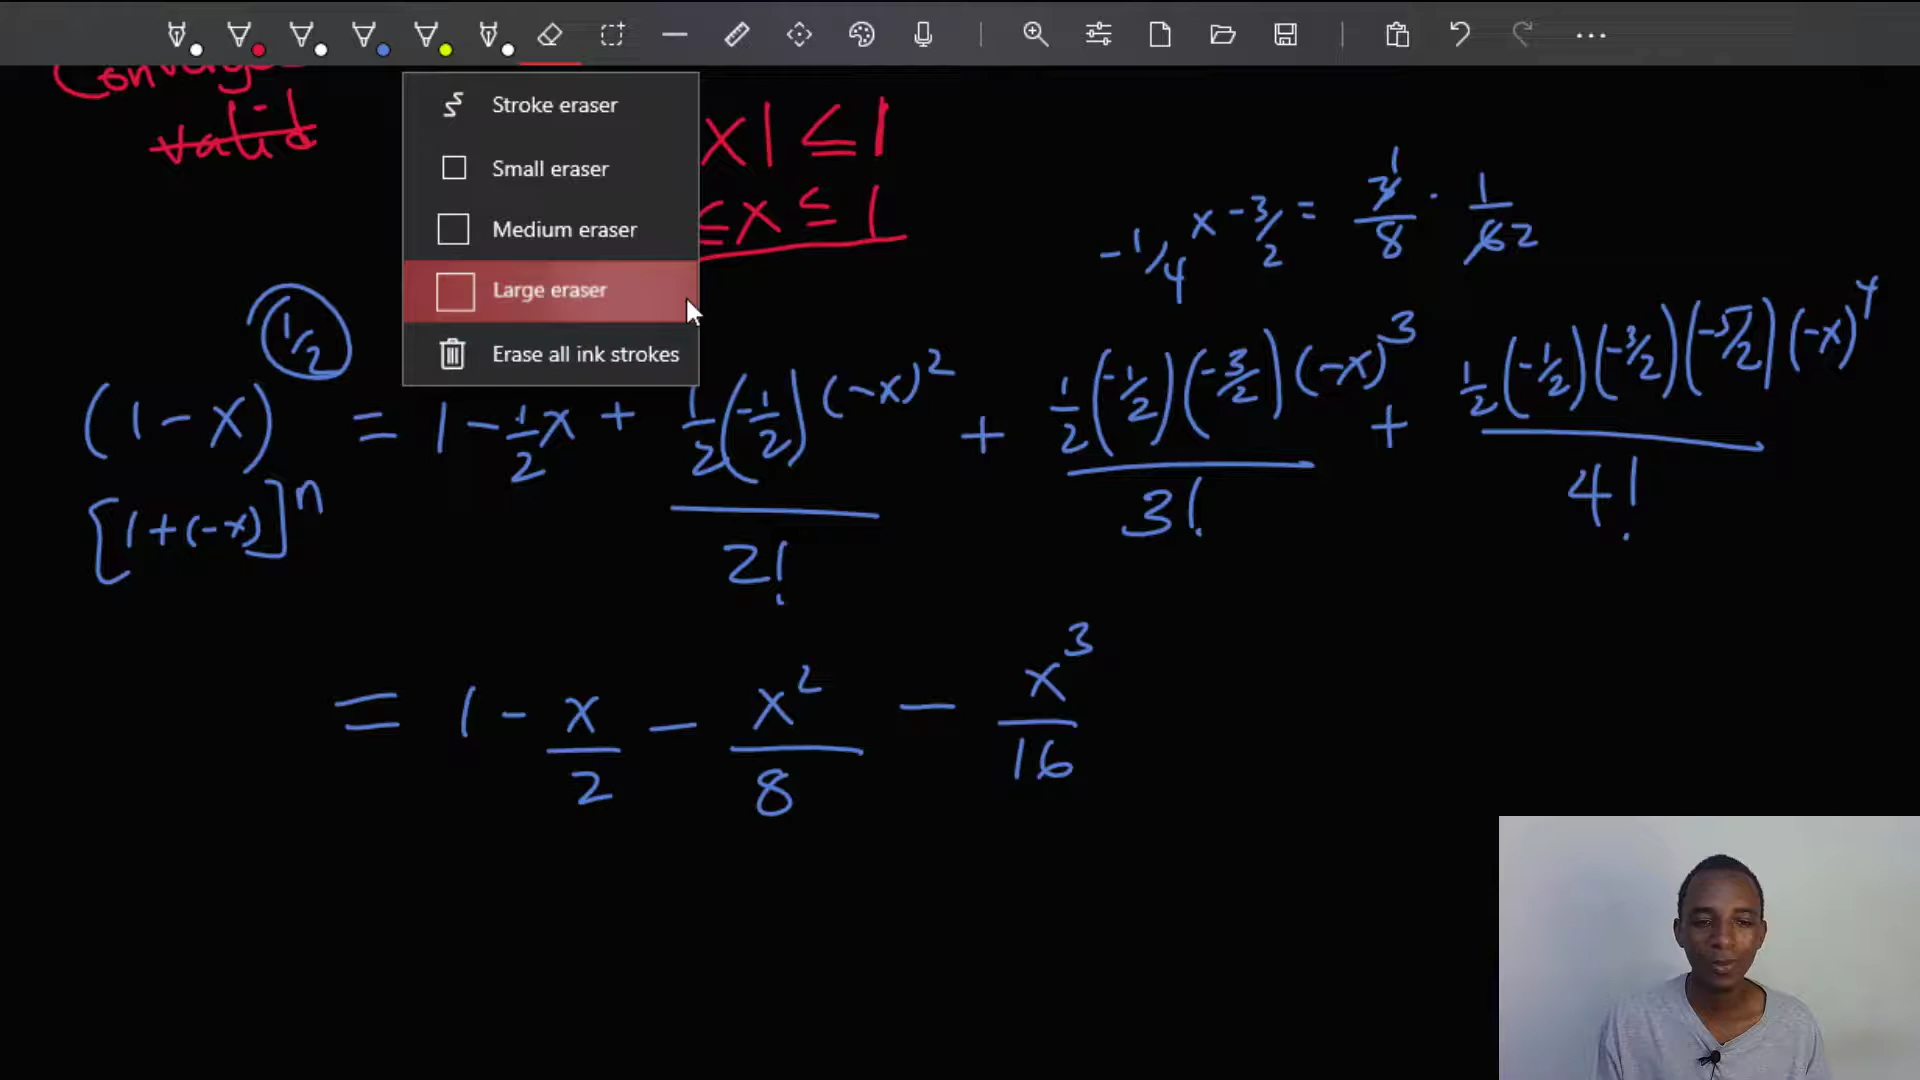 valid
Stroke eraser
Small eraser
Medium eraser
Large eraser
Erase all ink strokes
x| ≤ 1
≤ x ≤ 1
-1/4 x -3/2 = 3/8 1 · 1/6 2
(1-x) 1/2 = 1 - 1/2 x + 1/2(-1/2)(-x)^2 / 2! + 1/2(-1/2)(-3/2)(-x)^3 / 3! + 1/2(-1/2)(-3/2)(-5/2)(-x)^4 / 4!
[1+(-x)]^n
= 1 - x/2 - x^2/8 - x^3/16